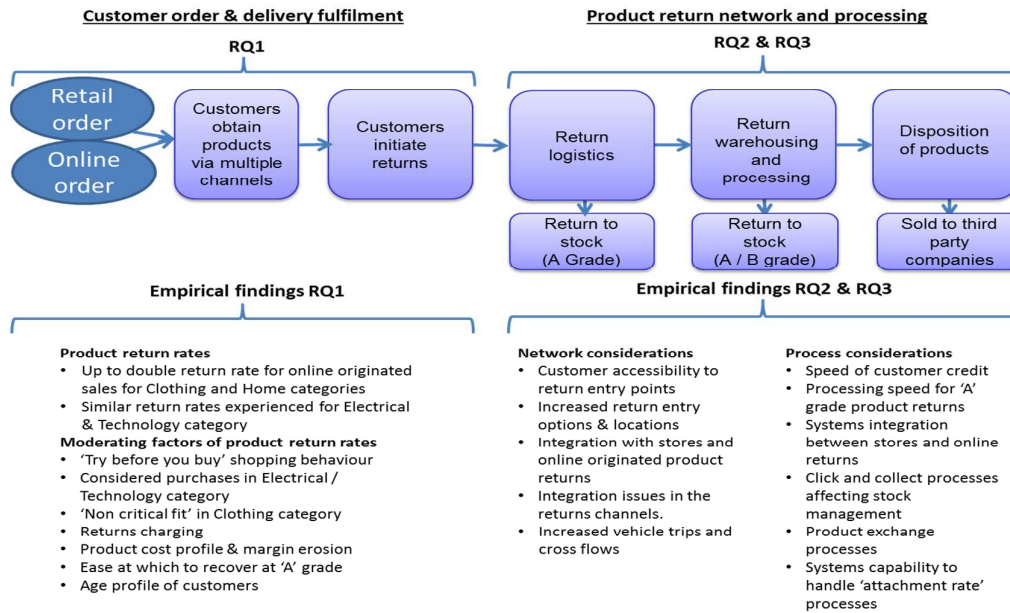 Customer order & delivery fulfilment
Product return network and processing
RQ1
RQ2 & RQ3
Retail
order
Online
order
Customers
obtain
products
via multiple
channels
Customers
initiate
returns
Return
logistics
Return
warehousing
and
processing
Disposition
of products
Return to
stock
(A Grade)
Return to
stock
(A / B grade)
Sold to third
party
companies
Empirical findings RQ1
Empirical findings RQ2 & RQ3
Product return rates
• Up to double return rate for online originated
sales for Clothing and Home categories
• Similar return rates experienced for Electrical
& Technology category
Moderating factors of product return rates
• ‘Try before you buy’ shopping behaviour
• Considered purchases in Electrical /
Technology category
• ‘Non critical fit’ in Clothing category
• Returns charging
• Product cost profile & margin erosion
• Ease at which to recover at ‘A’ grade
• Age profile of customers
Network considerations
• Customer accessibility to
return entry points
• Increased return entry
options & locations
• Integration with stores and
online originated product
returns
• Integration issues in the
returns channels.
• Increased vehicle trips and
cross flows
Process considerations
• Speed of customer credit
• Processing speed for ‘A’
grade product returns
• Systems integration
between stores and online
returns
• Click and collect processes
affecting stock
management
• Product exchange
processes
• Systems capability to
handle ‘attachment rate’
processes